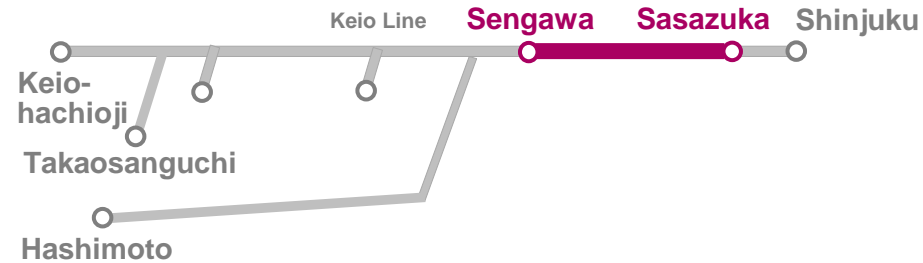 Keio Line
Sengawa
Sasazuka
Shinjuku
Keio-
hachioji
Takaosanguchi
Hashimoto